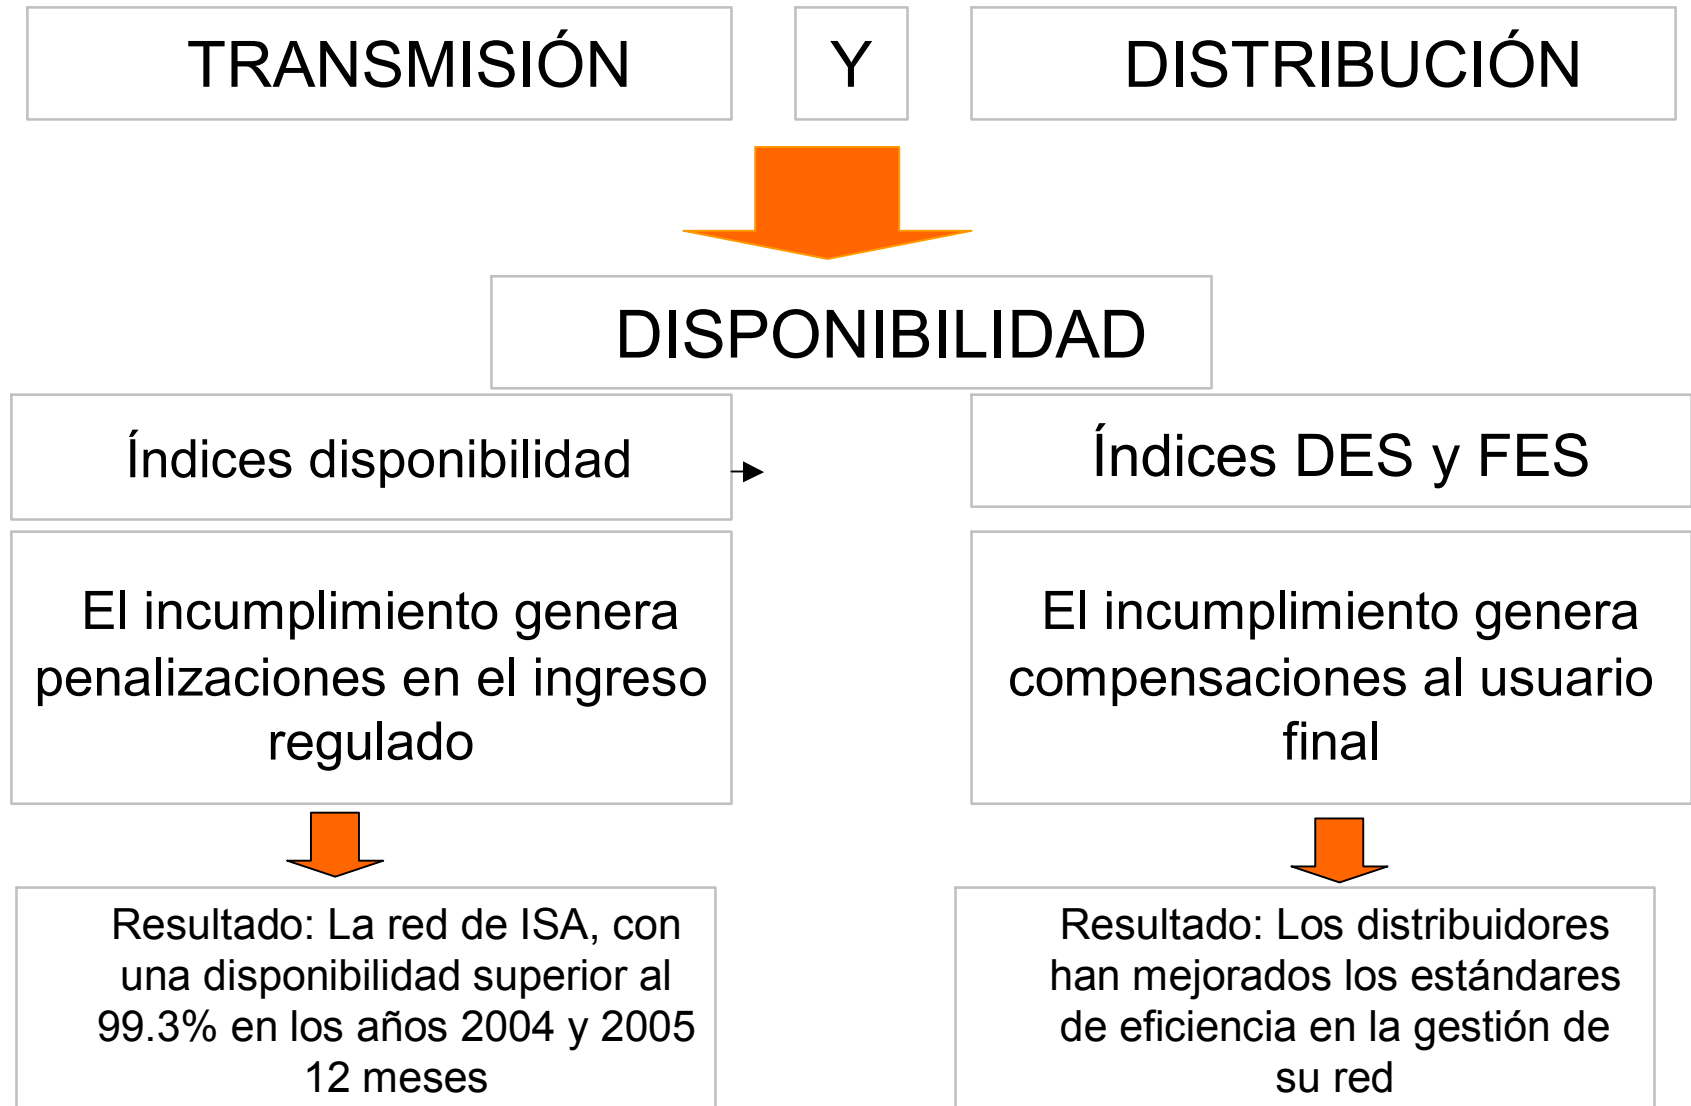 TRANSMISIÓN
Y
DISTRIBUCIÓN
DISPONIBILIDAD
Índices disponibilidad
Índices DES y FES
El incumplimiento genera
penalizaciones en el ingreso
regulado
El incumplimiento genera
compensaciones al usuario
final
Resultado: La red de ISA, con
una disponibilidad superior al
99.3% en los años 2004 y 2005
12 meses
Resultado: Los distribuidores
han mejorados los estándares
de eficiencia en la gestión de
su red